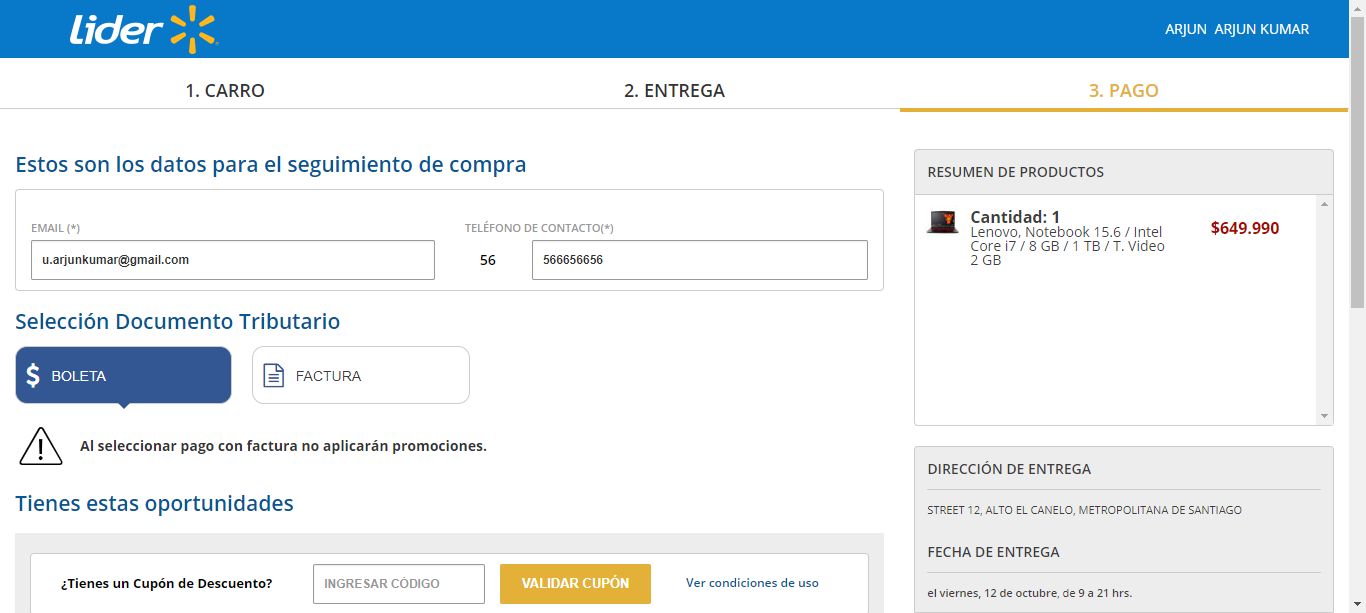 Lider
ARJUN ARJUN KUMAR
1. CARRO
2. ENTREGA
3. PAGO
Estos son los datos para el seguimiento de compra
EMAIL (*)
TELÉFONO DE CONTACTO(*)
u.arjunkumar@gmail.com
56
566656656
Selección Documento Tributario
$ BOLETA
FACTURA
Al seleccionar pago con factura no aplicarán promociones.
Tienes estas oportunidades
¿Tienes un Cupón de Descuento?
INGRESAR CÓDIGO
VALIDAR CUPÓN
Ver condiciones de uso
RESUMEN DE PRODUCTOS
Cantidad: 1
Lenovo, Notebook 15.6 / Intel
Core i7 / 8 GB / 1 TB / T. Video
2 GB
$649.990
DIRECCIÓN DE ENTREGA
STREET 12, ALTO EL CANELO, METROPOLITANA DE SANTIAGO
FECHA DE ENTREGA
el viernes, 12 de octubre, de 9 a 21 hrs.